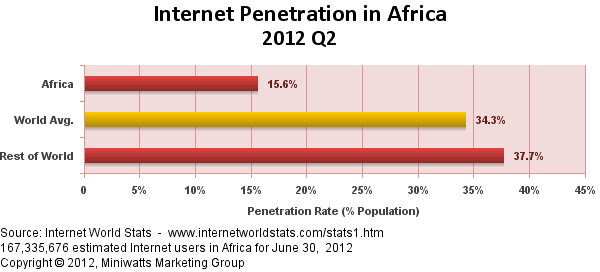 Internet Penetration in Africa
2012 Q2
Africa
15.6%
World Avg.
34.3%
Rest of World
37.7%
0 5% 10% 15% 20% 25% 30% 35% 40% 45%
Penetration Rate (% Population)
Source: Internet World Stats - www.internetworldstats.com/stats1.htm
167,335,676 estimated Internet users in Africa for June 30, 2012
Copyright © 2012, Miniwatts Marketing Group